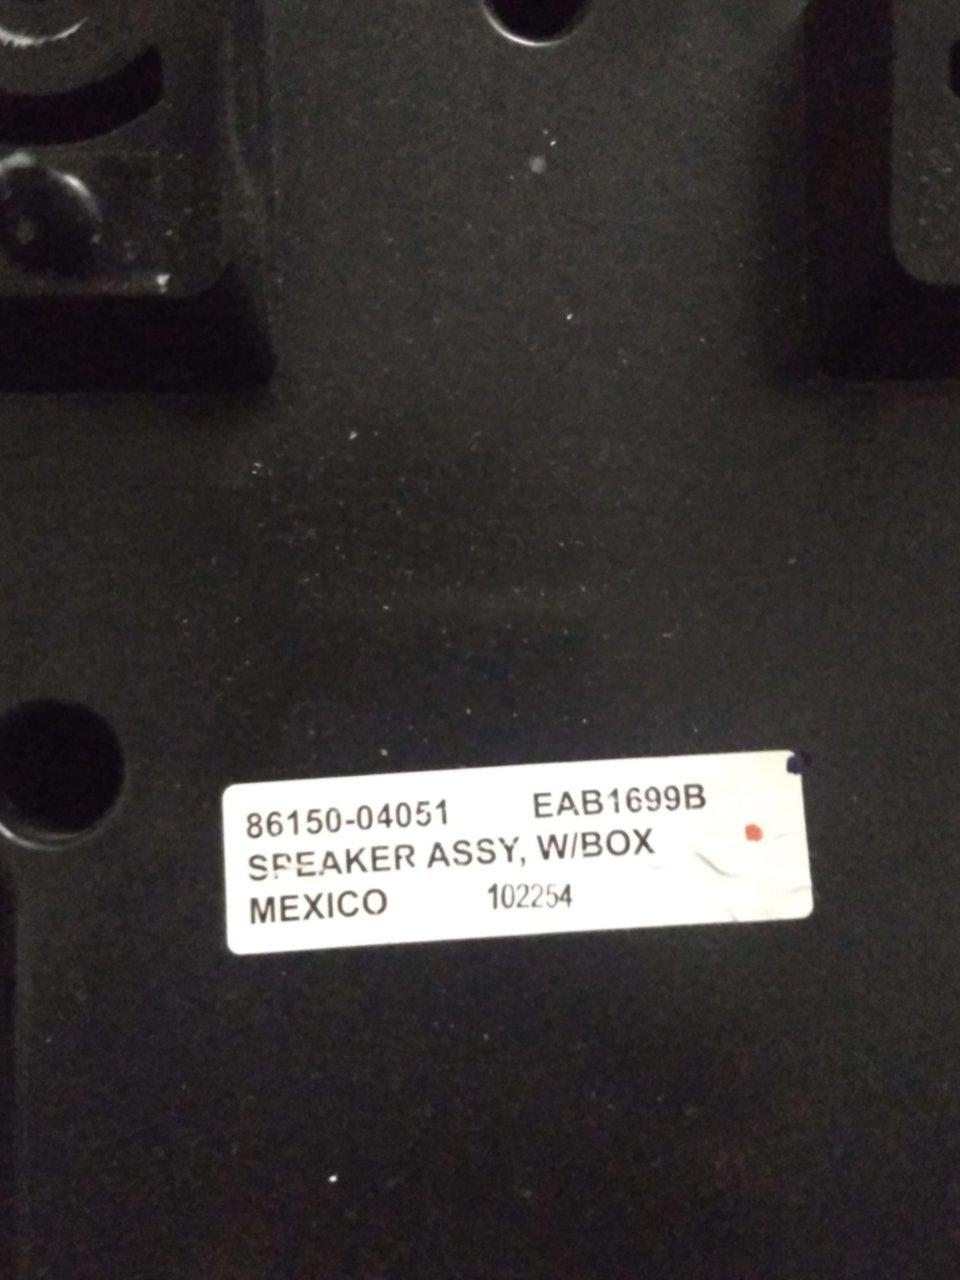 86150-04051 EAB1699B
SPEAKER ASSY, W/BOX
MEXICO 102254